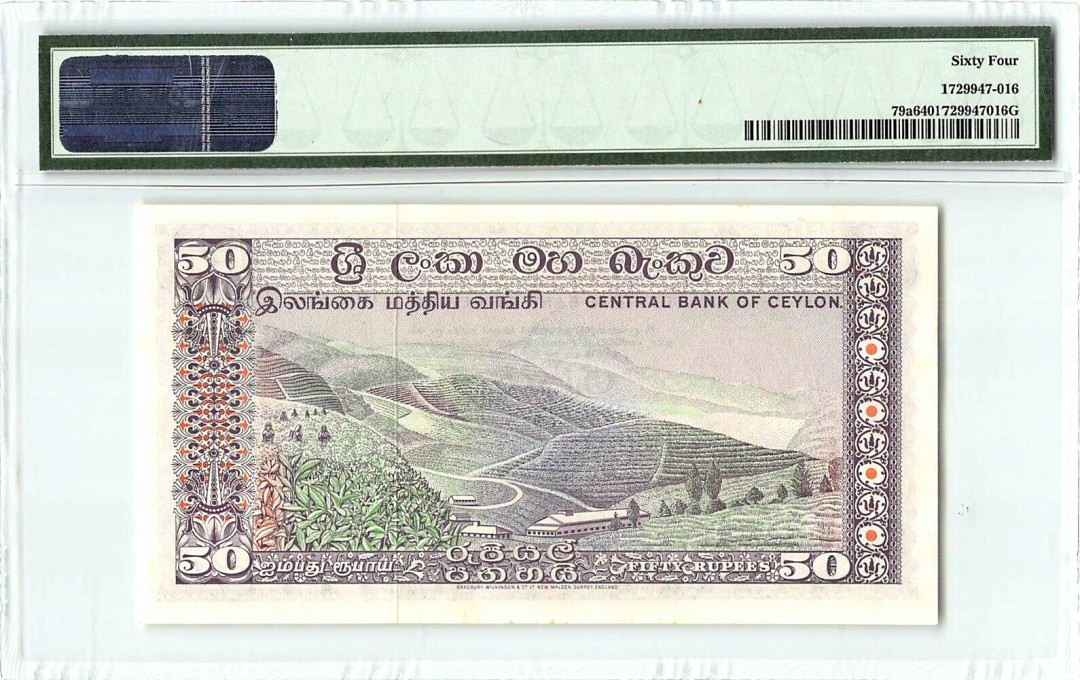 Sixty Four
1729947-016
79a6401729947016G
50 ශ්‍රී ලංකා මහ බැංකුව 50
இலங்கை மத்திய வங்கி CENTRAL BANK OF CEYLON
රුපියල්
50 ஐம்பது ரூபாய் පනහයි FIFTY RUPEES 50
BRADBURY, WILKINSON & Cº Lᵈ. NEW MALDEN, SURREY, ENGLAND.